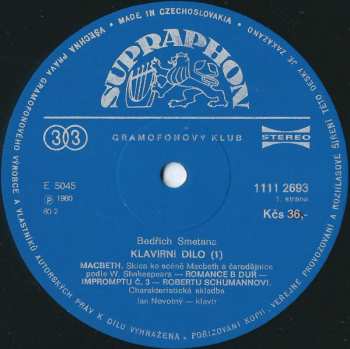 MADE IN CZECHOSLOVAKIA
VŠECHNA PRÁVA GRAMOFONOVÉHO VÝROBCE A VLASTNÍKŮ AUTORSKÝCH PRÁV K DÍLU VYHRAZENA. POŘIZOVÁNÍ KOPIÍ, VEŘEJNÉ PROVOZOVÁNÍ A ROZHLASOVÉ ŠÍŘENÍ TÉTO DESKY JE ZAKÁZÁNO
SUPRAPHON
33
GRAMOFONOVÝ KLUB
STEREO
E 5045
1111 2693
Ⓟ 1980
1. strana
80 2
Kčs 36,-
Bedřich Smetana
KLAVÍRNÍ DÍLO (1)
MACBETH. Skica ke scéně Macbeth a čarodějnice
podle W. Shakespeara – ROMANCE B DUR –
IMPROMPTU Č. 3 – ROBERTU SCHUMANNOVI.
Charakteristická skladba
Jan Novotný – klavír